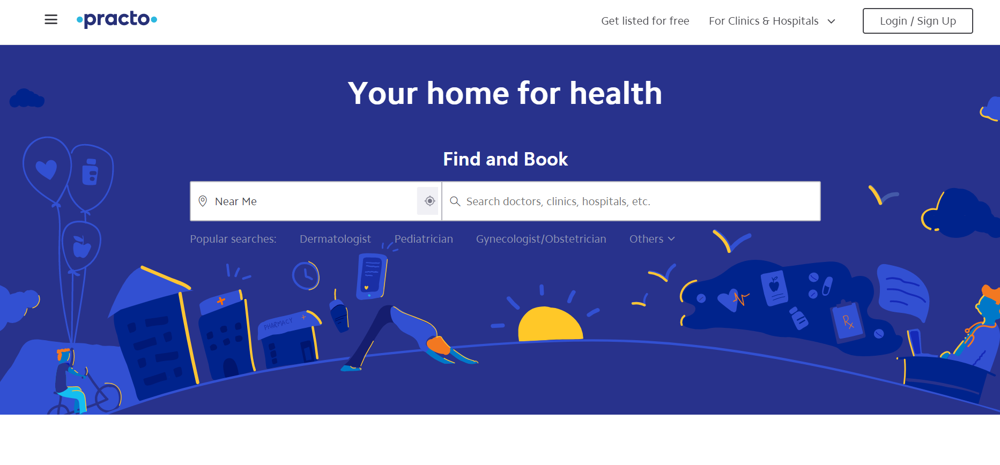 practo
Get listed for free For Clinics & Hospitals Login / Sign Up
Your home for health
Find and Book
Near Me Search doctors, clinics, hospitals, etc.
Popular searches: Dermatologist Pediatrician Gynecologist/Obstetrician Others
PHARMACY
Rx